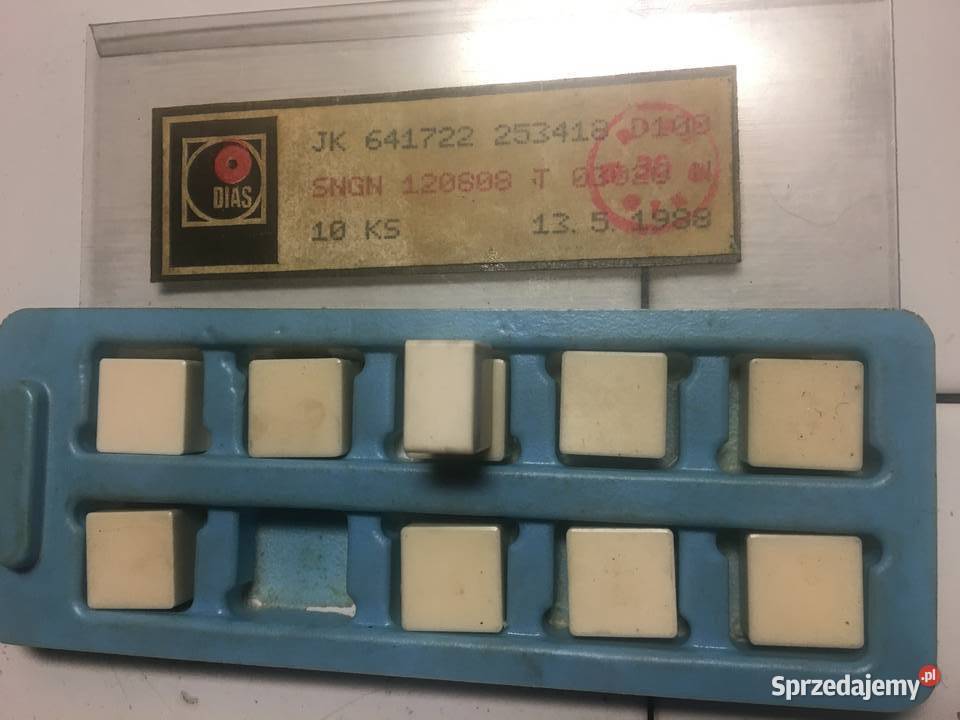 DIAS
JK 641722 253418 D100
SNGN 120808 T 03020
10 KS 13. 5. 1988
Sprzedajemy.pl